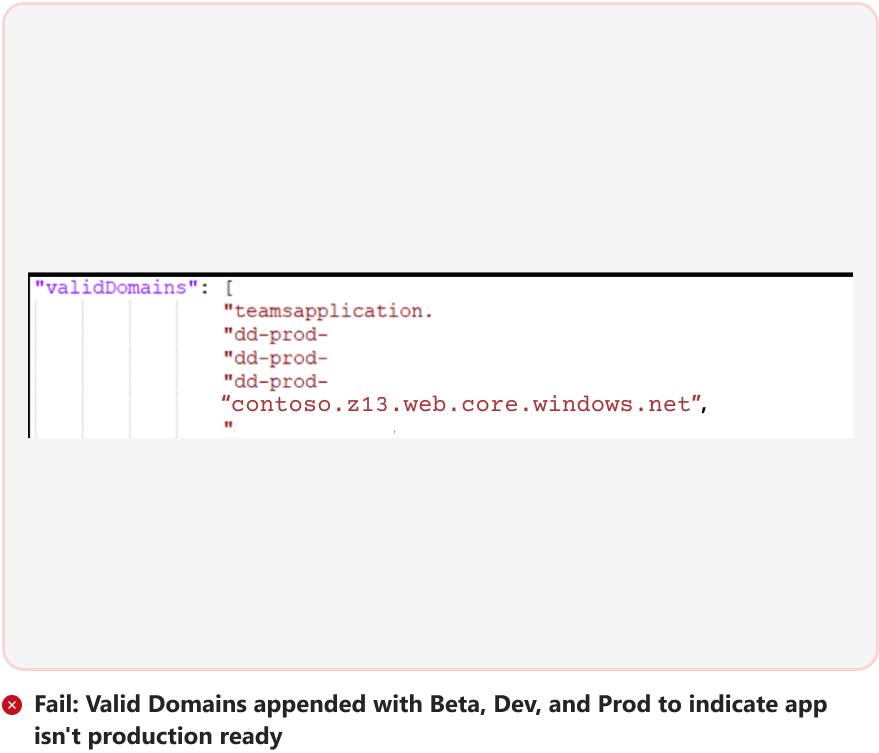 "validDomains": [
"teamsapplication.
"dd-prod-
"dd-prod-
"dd-prod-
“contoso.z13.web.core.windows.net”,
"
Fail: Valid Domains appended with Beta, Dev, and Prod to indicate app
isn't production ready